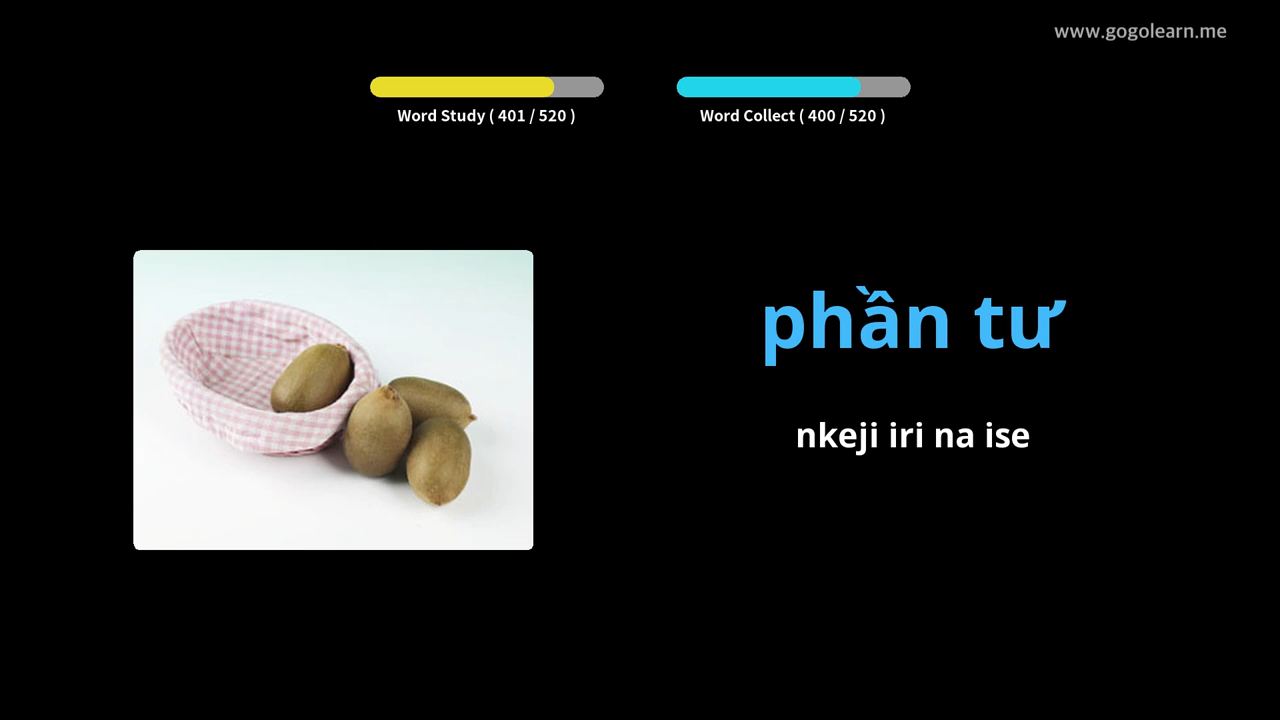 www.gogolearn.me
Word Study ( 401 / 520 )
Word Collect ( 400 / 520 )
phần tư
nkeji iri na ise